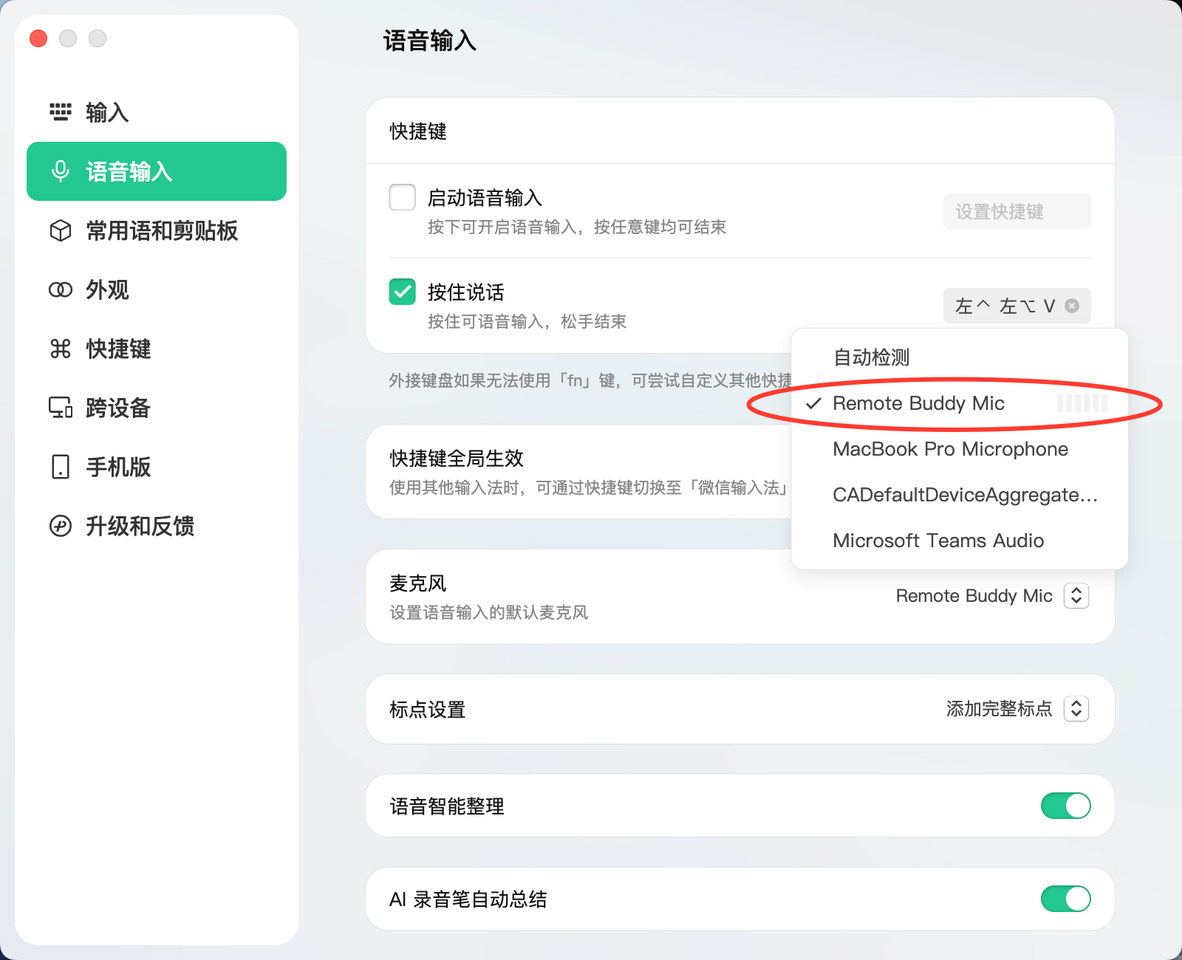 语音输入
输入
语音输入
常用语和剪贴板
外观
快捷键
跨设备
手机版
升级和反馈
快捷键
启动语音输入
按下可开启语音输入，按任意键均可结束
设置快捷键
按住说话
按住可语音输入，松手结束
左⌃ 左⌥ V
外接键盘如果无法使用「fn」键，可尝试自定义其他快捷
自动检测
Remote Buddy Mic
MacBook Pro Microphone
CADefaultDeviceAggregate...
Microsoft Teams Audio
快捷键全局生效
使用其他输入法时，可通过快捷键切换至「微信输入法」
麦克风
设置语音输入的默认麦克风
Remote Buddy Mic
标点设置
添加完整标点
语音智能整理
AI 录音笔自动总结